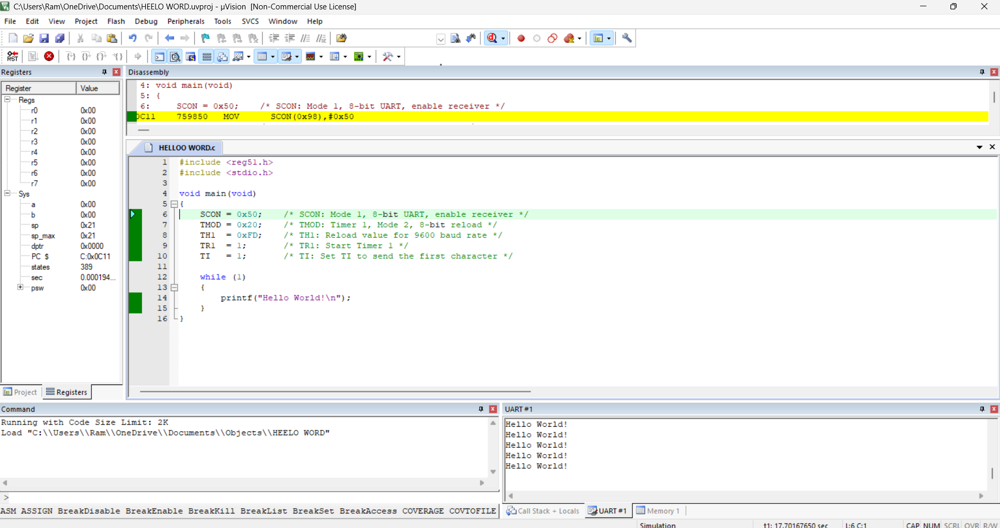 C:\Users\Ram\OneDrive\Documents\HEELO WORD.uvproj - µVision [Non-Commercial Use License]
File Edit View Project Flash Debug Peripherals Tools SVCS Window Help
RST
Registers
Register Value
Regs
r0 0x00
r1 0x00
r2 0x00
r3 0x00
r4 0x00
r5 0x00
r6 0x00
r7 0x00
Sys
a 0x00
b 0x00
sp 0x21
sp_max 0x21
dptr 0x0000
PC $ C:0x0C11
states 389
sec 0.000194...
psw 0x00
Project Registers
Disassembly
4: void main(void)
5: {
6: SCON = 0x50; /* SCON: Mode 1, 8-bit UART, enable receiver */
0C11 759850 MOV SCON(0x98),#0x50
HELLOO WORD.c
1 #include <reg51.h>
2 #include <stdio.h>
3
4 void main(void)
5 {
6 SCON = 0x50; /* SCON: Mode 1, 8-bit UART, enable receiver */
7 TMOD = 0x20; /* TMOD: Timer 1, Mode 2, 8-bit reload */
8 TH1 = 0xFD; /* TH1: Reload value for 9600 baud rate */
9 TR1 = 1; /* TR1: Start Timer 1 */
10 TI = 1; /* TI: Set TI to send the first character */
11
12 while (1)
13 {
14 printf("Hello World!\n");
15 }
16 }
Command
Running with Code Size Limit: 2K
Load "C:\\Users\\Ram\\OneDrive\\Documents\\Objects\\HEELO WORD"
>
ASM ASSIGN BreakDisable BreakEnable BreakKill BreakList BreakSet BreakAccess COVERAGE COVTOFILE
UART #1
Hello World!
Hello World!
Hello World!
Hello World!
Hello World!
Call Stack + Locals UART #1 Memory 1
Simulation t1: 17.70167650 sec L:6 C:1 CAP NUM SCRL OVR R/W